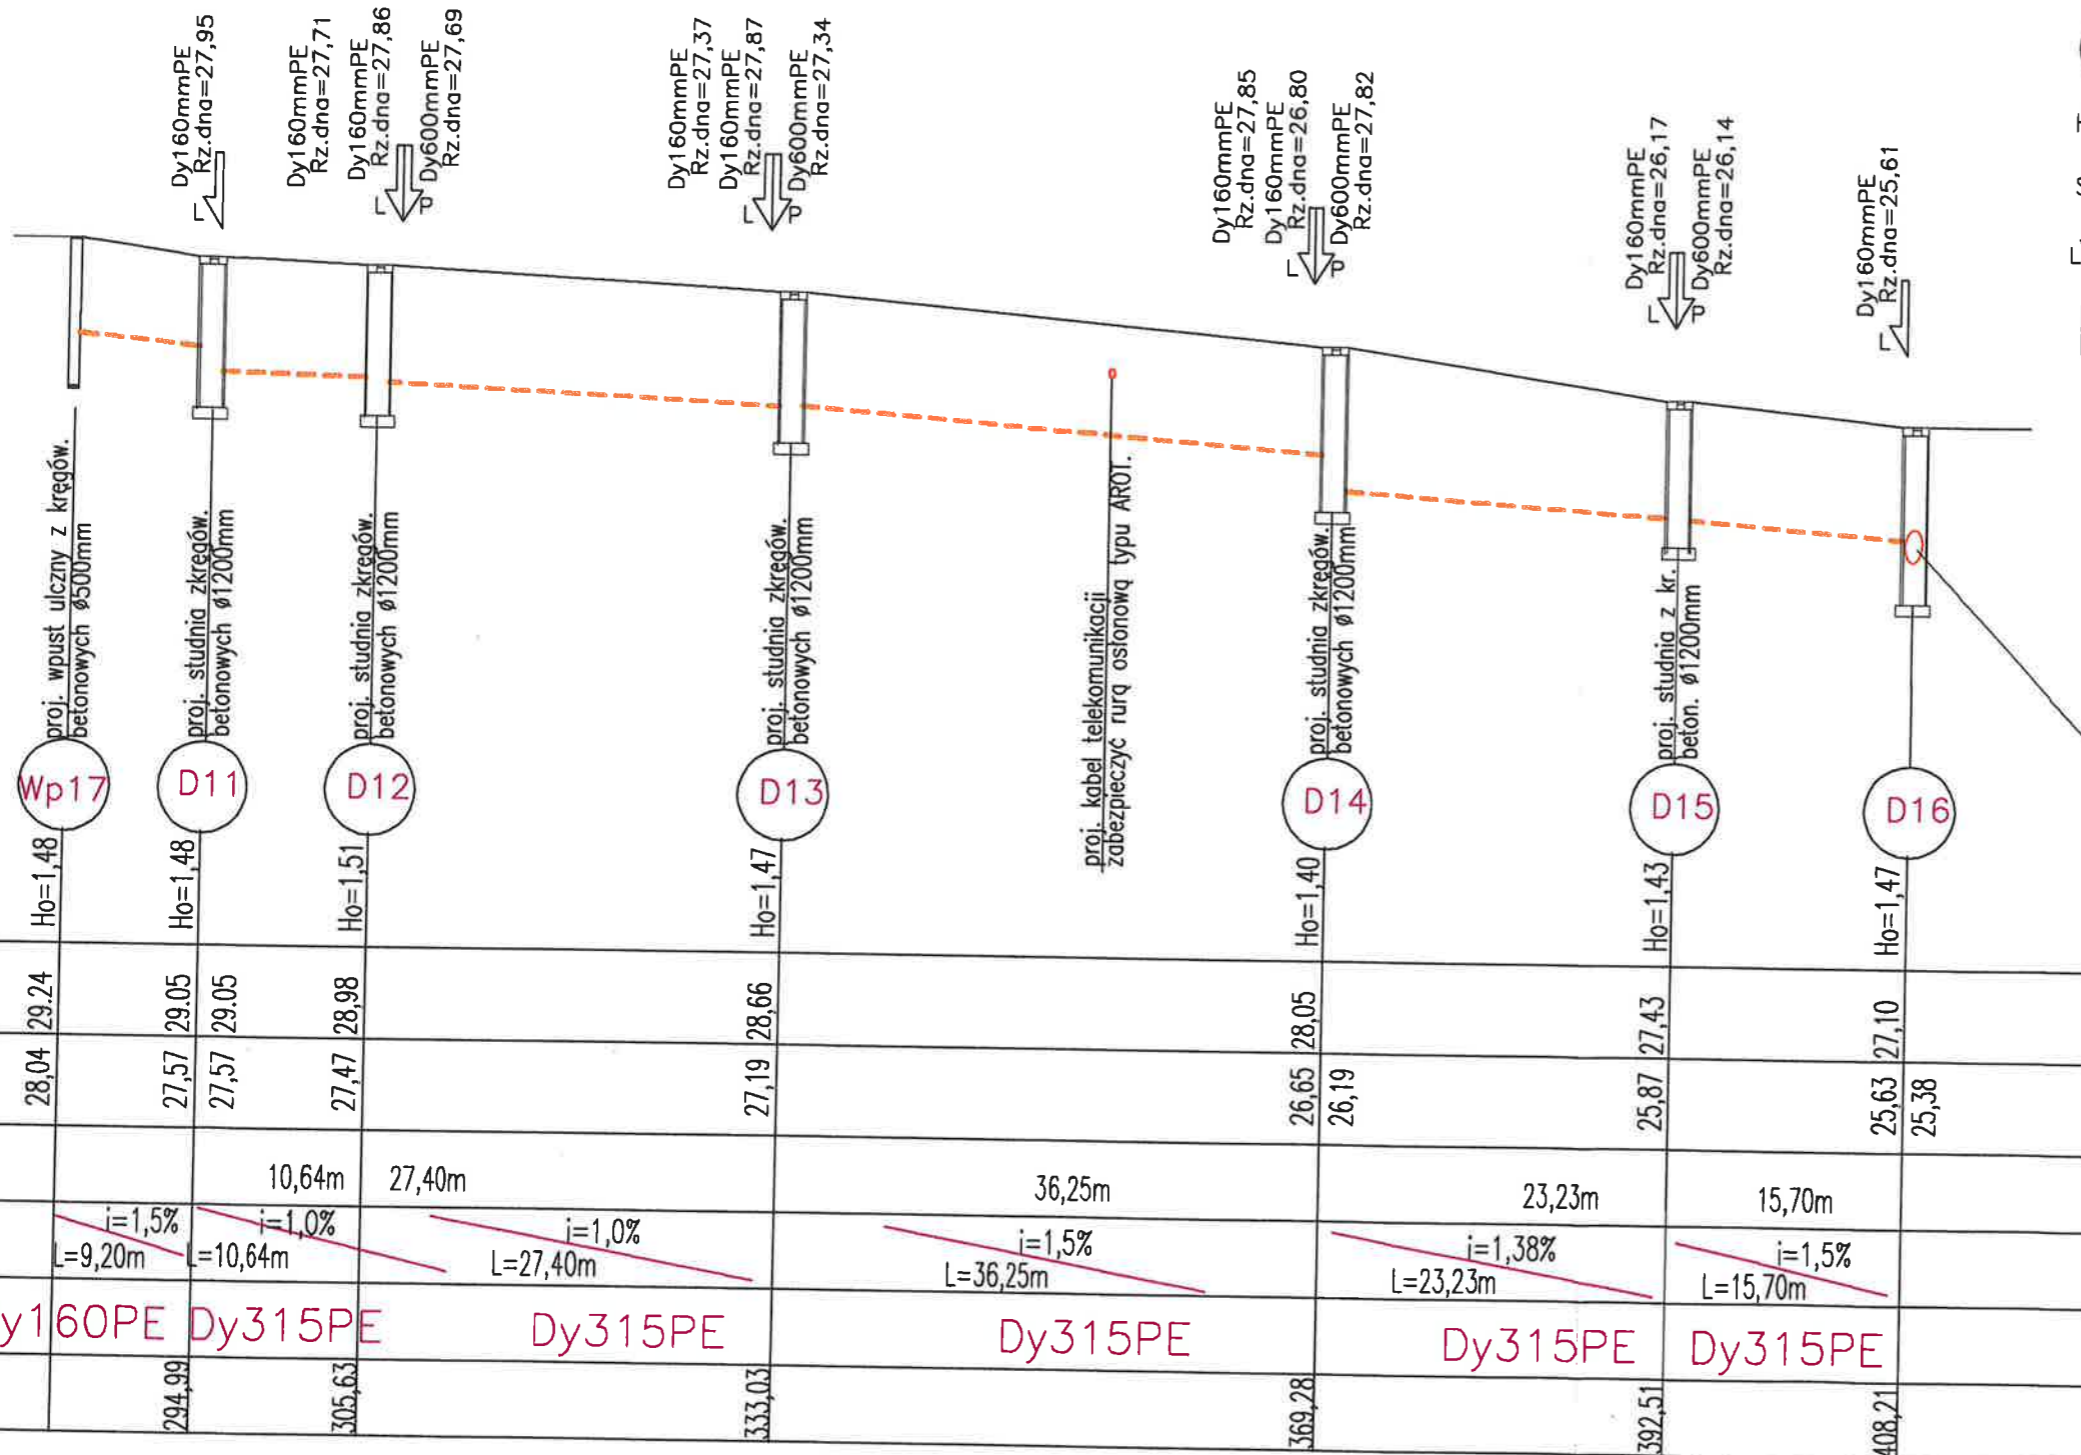 Dy160mmPE
Rz.dna=27,95
L
Dy160mmPE
Rz.dna=27,71
Dy160mmPE
Rz.dna=27,86
L
P
Dy600mmPE
Rz.dna=27,69
Dy160mmPE
Rz.dna=27,37
Dy160mmPE
Rz.dna=27,87
L
P
Dy600mmPE
Rz.dna=27,34
Dy160mmPE
Rz.dna=27,85
Dy160mmPE
Rz.dna=26,80
L
P
Dy600mmPE
Rz.dna=27,82
Dy160mmPE
Rz.dna=26,17
L
P
Dy600mmPE
Rz.dna=26,14
Dy160mmPE
Rz.dna=25,61
L
proj. wpust uliczny z kręgów.
betonowych ø500mm
proj. studnia zkręgów.
betonowych ø1200mm
proj. studnia zkręgów.
betonowych ø1200mm
proj. studnia zkręgów.
betonowych ø1200mm
proj. kabel telekomunikacji
zabezpieczyć rurą osłonową typu AROT.
proj. studnia zkręgów.
betonowych ø1200mm
proj. studnia z kr.
beton. ø1200mm
Wp17
D11
D12
D13
D14
D15
D16
Ho=1,48
Ho=1,48
Ho=1,51
Ho=1,47
Ho=1,40
Ho=1,43
Ho=1,47
29.24
29.05
29.05
28,98
28,66
28,05
27,43
27,10
28,04
27,57
27,57
27,47
27,19
26,65
26,19
25,87
25,63
25,38
10,64m
27,40m
36,25m
23,23m
15,70m
i=1,5%
L=9,20m
i=1,0%
L=10,64m
i=1,0%
L=27,40m
i=1,5%
L=36,25m
i=1,38%
L=23,23m
i=1,5%
L=15,70m
y160PE
Dy315PE
Dy315PE
Dy315PE
Dy315PE
Dy315PE
294,99
305,63
333,03
369,28
392,51
408,21